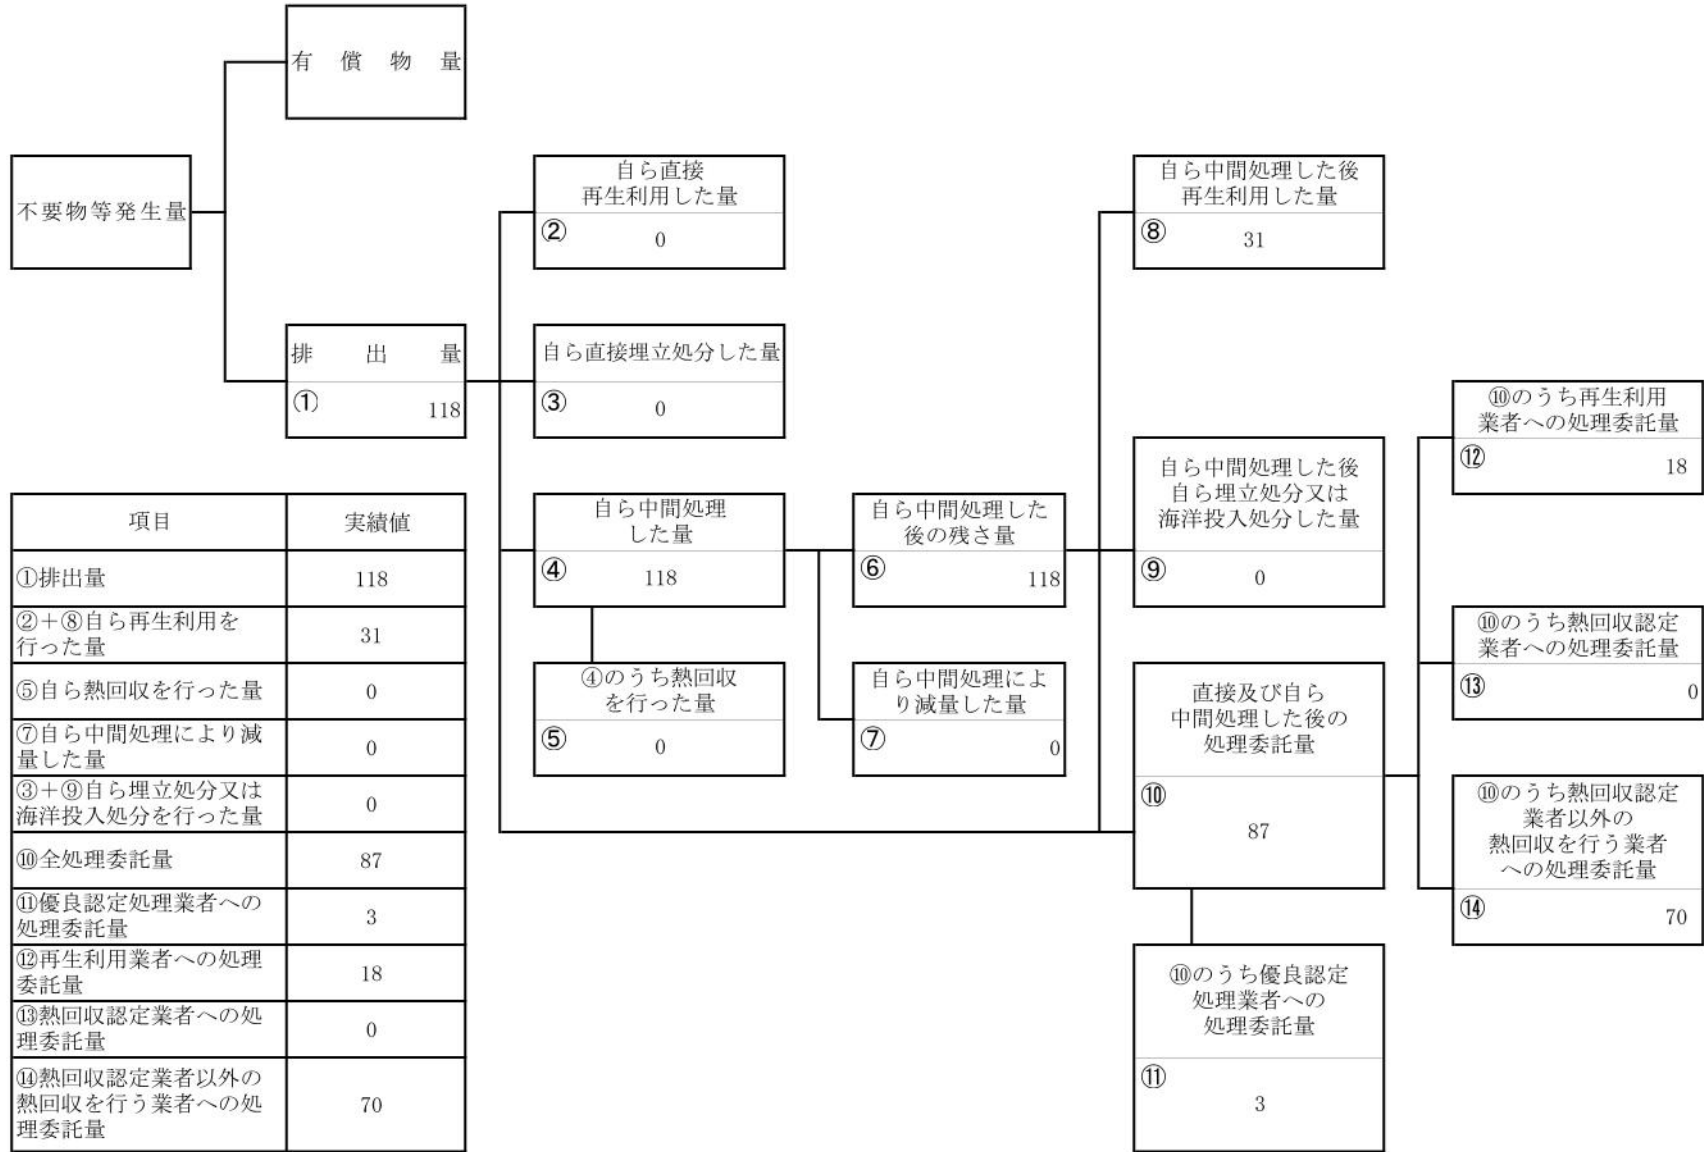 有償物量
不要物等発生量
排出量
①
118
自ら直接
再生利用した量
②
0
自ら直接埋立処分した量
③
0
自ら中間処理
した量
④
118
④のうち熱回収
を行った量
⑤
0
自ら中間処理した
後の残さ量
⑥
118
自ら中間処理によ
り減量した量
⑦
0
自ら中間処理した後
再生利用した量
⑧
31
自ら中間処理した後
自ら埋立処分又は
海洋投入処分した量
⑨
0
直接及び自ら
中間処理した後の
処理委託量
⑩
87
⑩のうち優良認定
処理業者への
処理委託量
⑪
3
⑩のうち再生利用
業者への処理委託量
⑫
18
⑩のうち熱回収認定
業者への処理委託量
⑬
0
⑩のうち熱回収認定
業者以外の
熱回収を行う業者
への処理委託量
⑭
70
項目 実績値
①排出量 118
②＋⑧自ら再生利用を
行った量
31
⑤自ら熱回収を行った量 0
⑦自ら中間処理により減
量した量
0
③＋⑨自ら埋立処分又は
海洋投入処分を行った量
0
⑩全処理委託量 87
⑪優良認定処理業者への
処理委託量
3
⑫再生利用業者への処理
委託量
18
⑬熱回収認定業者への処
理委託量
0
⑭熱回収認定業者以外の
熱回収を行う業者への処
理委託量
70